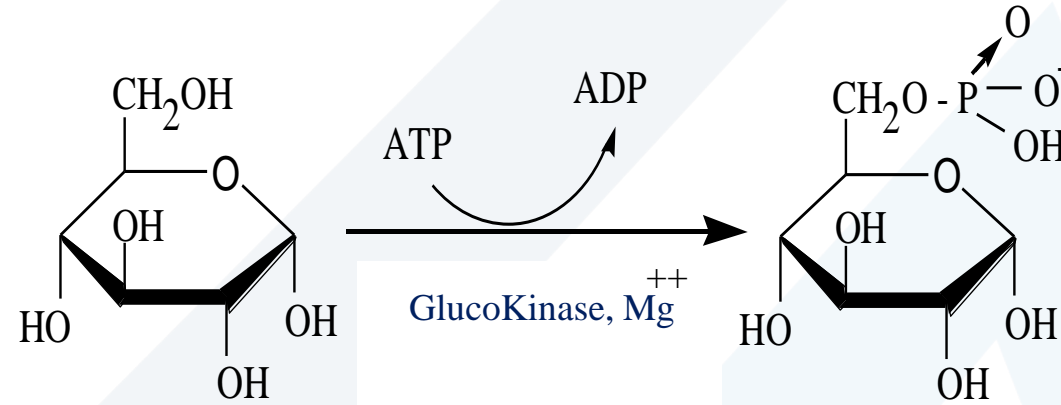 O
CH2OH
ADP
CH2O - P — O-
ATP
OH
O
O
OH
OH
++
GlucoKinase, Mg
HO
OH
HO
OH
OH
OH